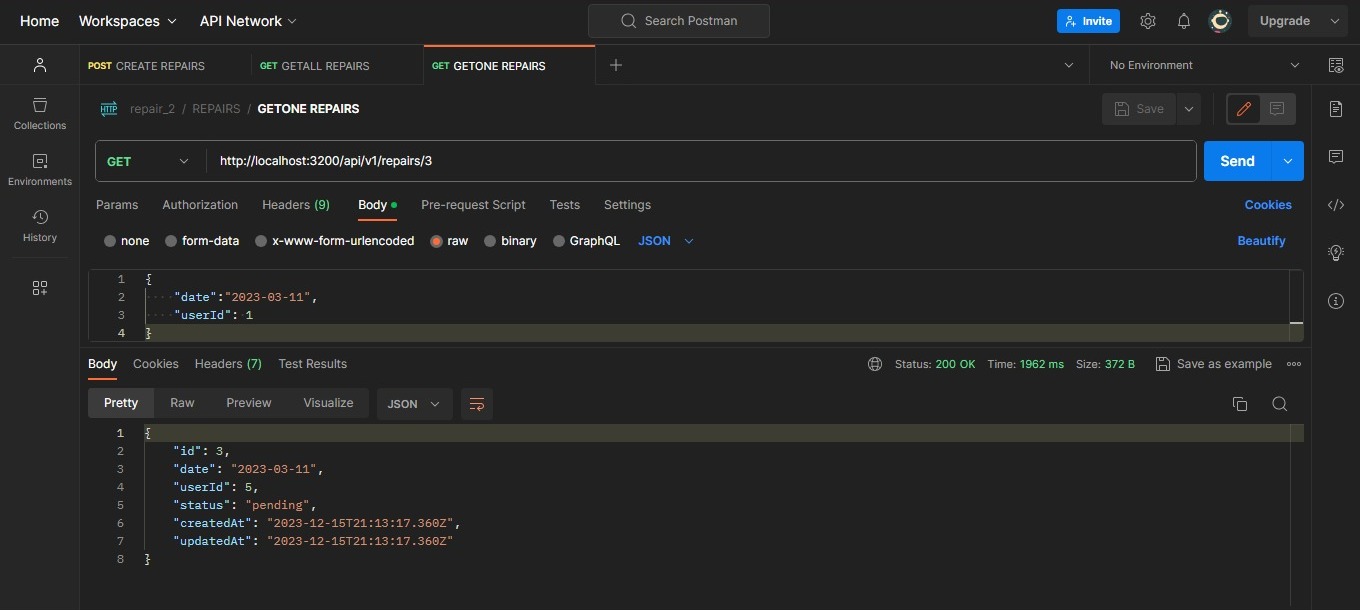 Home Workspaces API Network Search Postman Invite Upgrade
POST CREATE REPAIRS GET GETALL REPAIRS GET GETONE REPAIRS No Environment
HTTP repair_2 / REPAIRS / GETONE REPAIRS Save
Collections
GET http://localhost:3200/api/v1/repairs/3 Send
Environments
Params Authorization Headers (9) Body Pre-request Script Tests Settings Cookies
History
none form-data x-www-form-urlencoded raw binary GraphQL JSON Beautify
1 {
2 "date":"2023-03-11",
3 "userId": 1
4 }
Body Cookies Headers (7) Test Results Status: 200 OK Time: 1962 ms Size: 372 B Save as example
Pretty Raw Preview Visualize JSON
1 {
2 "id": 3,
3 "date": "2023-03-11",
4 "userId": 5,
5 "status": "pending",
6 "createdAt": "2023-12-15T21:13:17.360Z",
7 "updatedAt": "2023-12-15T21:13:17.360Z"
8 }